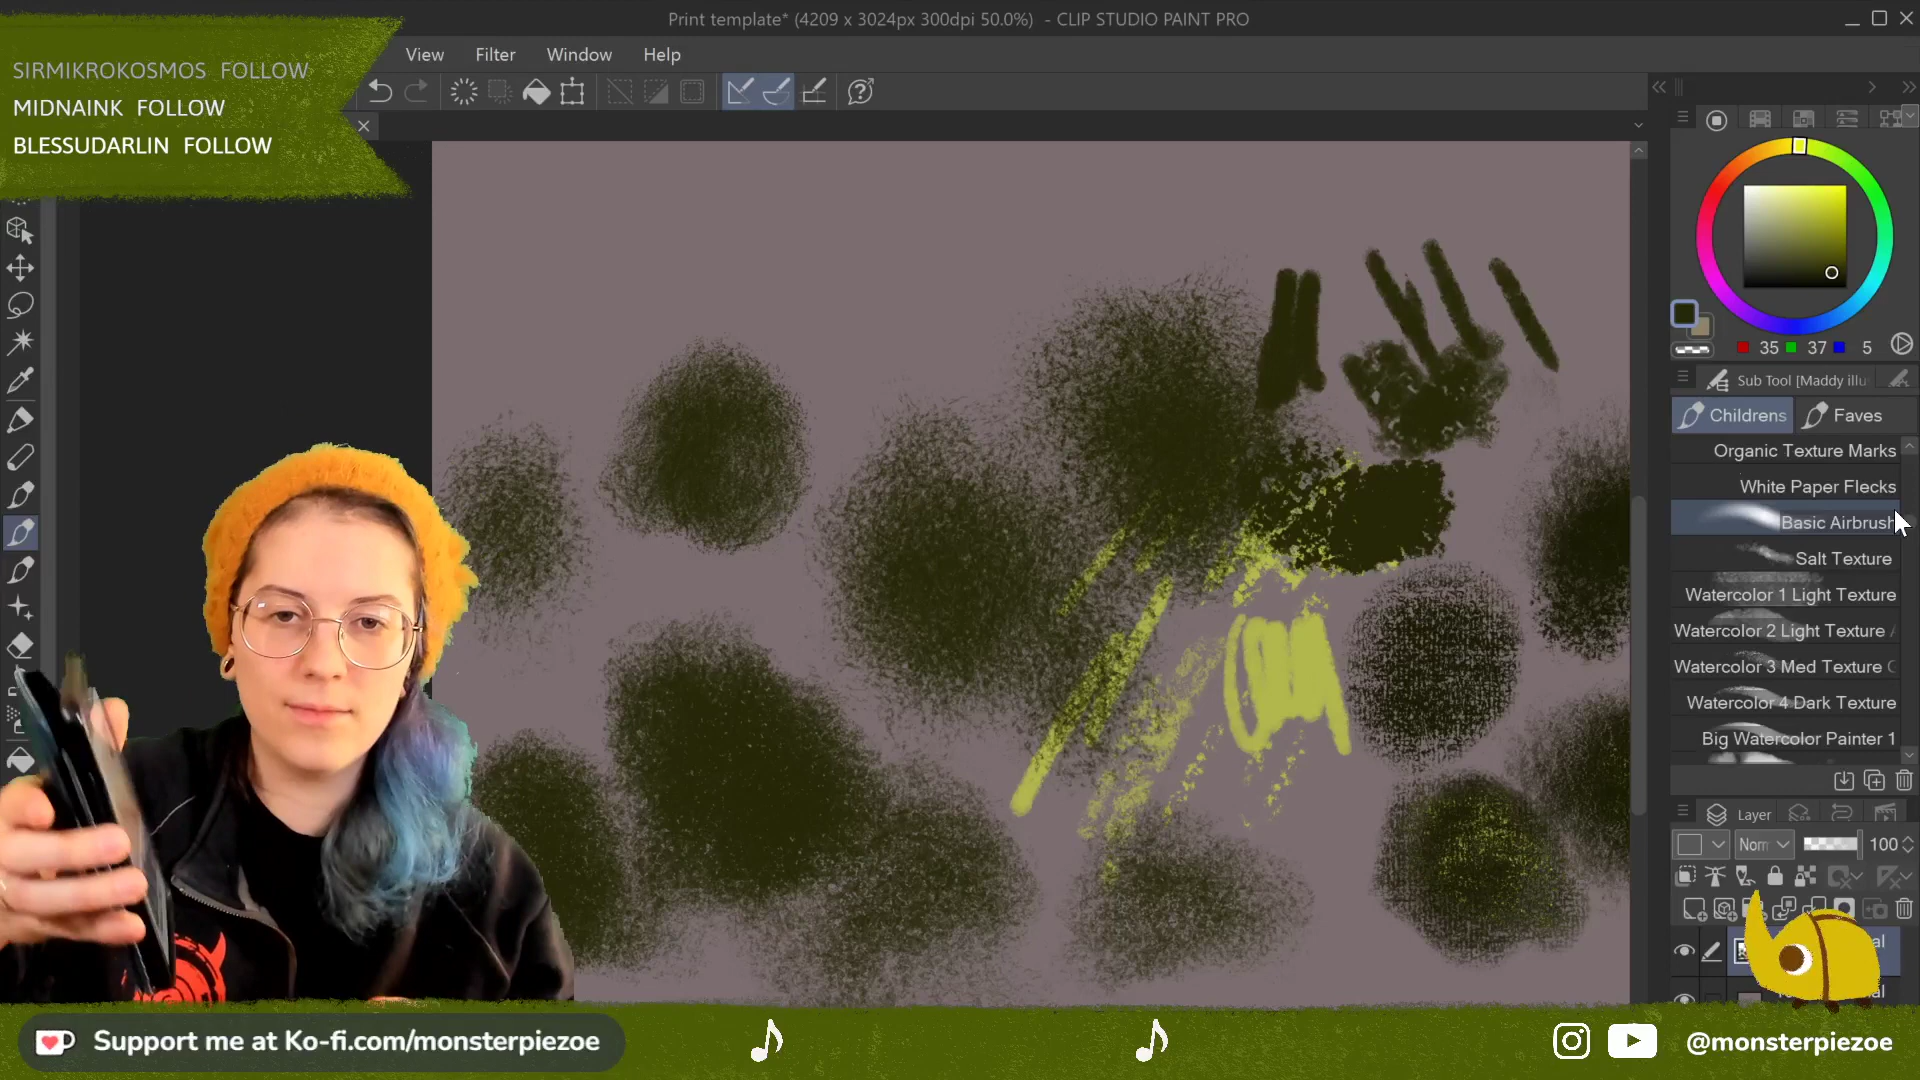 Print template* (4209 x 3024px 300dpi 50.0%) - CLIP STUDIO PAINT PRO
View Filter Window Help
SIRMIKROKOSMOS FOLLOW
MIDNAINK FOLLOW
BLESSUDARLIN FOLLOW
35 37 5
Sub Tool [Maddy illu
Childrens Faves
Organic Texture Marks
White Paper Flecks
Basic Airbrush
Salt Texture
Watercolor 1 Light Texture
Watercolor 2 Light Texture
Watercolor 3 Med Texture
Watercolor 4 Dark Texture
Big Watercolor Painter 1
Layer
Norm 100
Support me at Ko-fi.com/monsterpiezoe
@monsterpiezoe